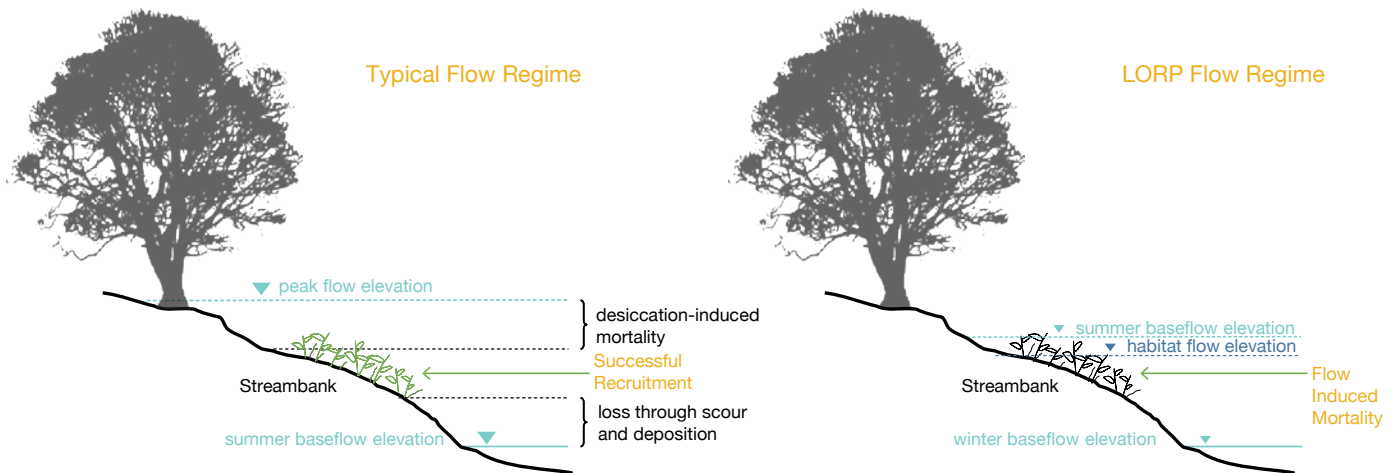 Typical Flow Regime
peak flow elevation
desiccation-induced
mortality
Successful
Recruitment
Streambank
loss through scour
and deposition
summer baseflow elevation
LORP Flow Regime
summer baseflow elevation
habitat flow elevation
Streambank
Flow
Induced
Mortality
winter baseflow elevation